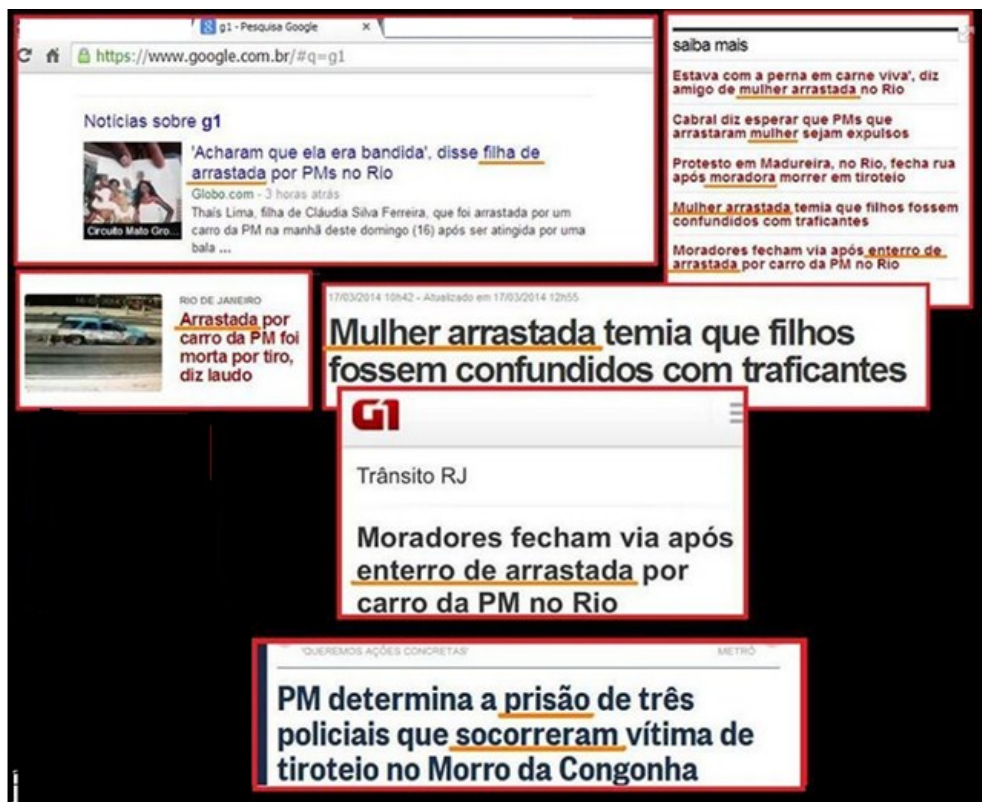 g1 - Pesquisa Google
https://www.google.com.br/#q=g1
Notícias sobre g1
'Acharam que ela era bandida', disse filha de
arrastada por PMs no Rio
Globo.com - 3 horas atrás
Thaís Lima, filha de Cláudia Silva Ferreira, que foi arrastada por um
carro da PM na manhã deste domingo (16) após ser atingida por uma
bala ...
Circuito Mato Gro...
saiba mais
Estava com a perna em carne viva', diz
amigo de mulher arrastada no Rio
Cabral diz esperar que PMs que
arrastaram mulher sejam expulsos
Protesto em Madureira, no Rio, fecha rua
após moradora morrer em tiroteio
Mulher arrastada temia que filhos fossem
confundidos com traficantes
Moradores fecham via após enterro de
arrastada por carro da PM no Rio
RIO DE JANEIRO
Arrastada por
carro da PM foi
morta por tiro,
diz laudo
17/03/2014 10h42 - Atualizado em 17/03/2014 12h55
Mulher arrastada temia que filhos
fossem confundidos com traficantes
G1
Trânsito RJ
Moradores fecham via após
enterro de arrastada por
carro da PM no Rio
'QUEREMOS AÇÕES CONCRETAS'
METRÔ
PM determina a prisão de três
policiais que socorreram vítima de
tiroteio no Morro da Congonha